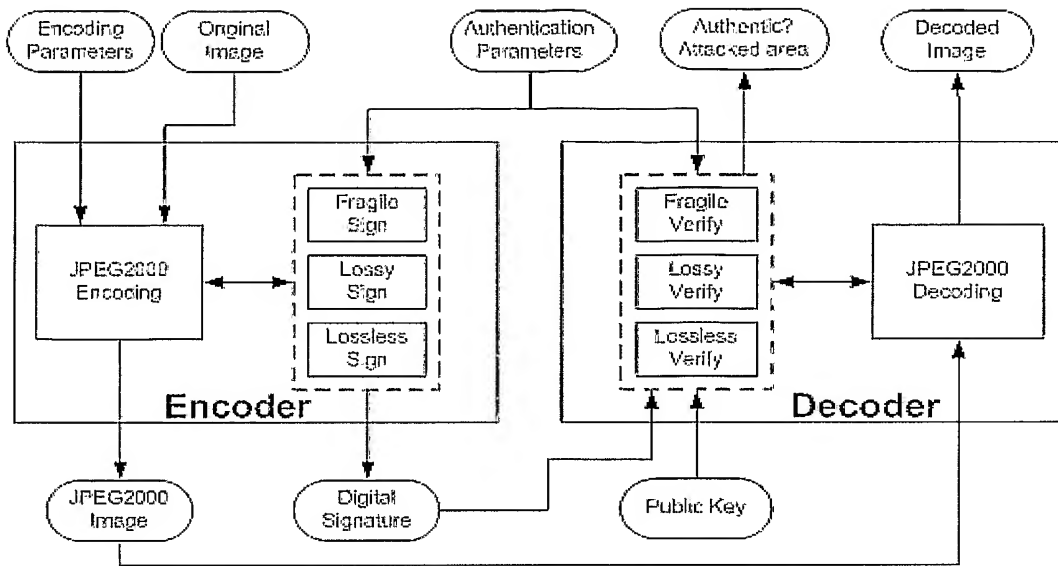 Encoding
Parameters
Original
Image
Authentication
Parameters
Authentic?
Attacked area
Decoded
Image
JPEG2000
Encoding
Fragile
Sign
Lossy
Sign
Lossless
Sign
Encoder
Fragile
Verify
Lossy
Verify
Lossless
Verify
JPEG2000
Decoding
Decoder
JPEG2000
Image
Digital
Signature
Public Key